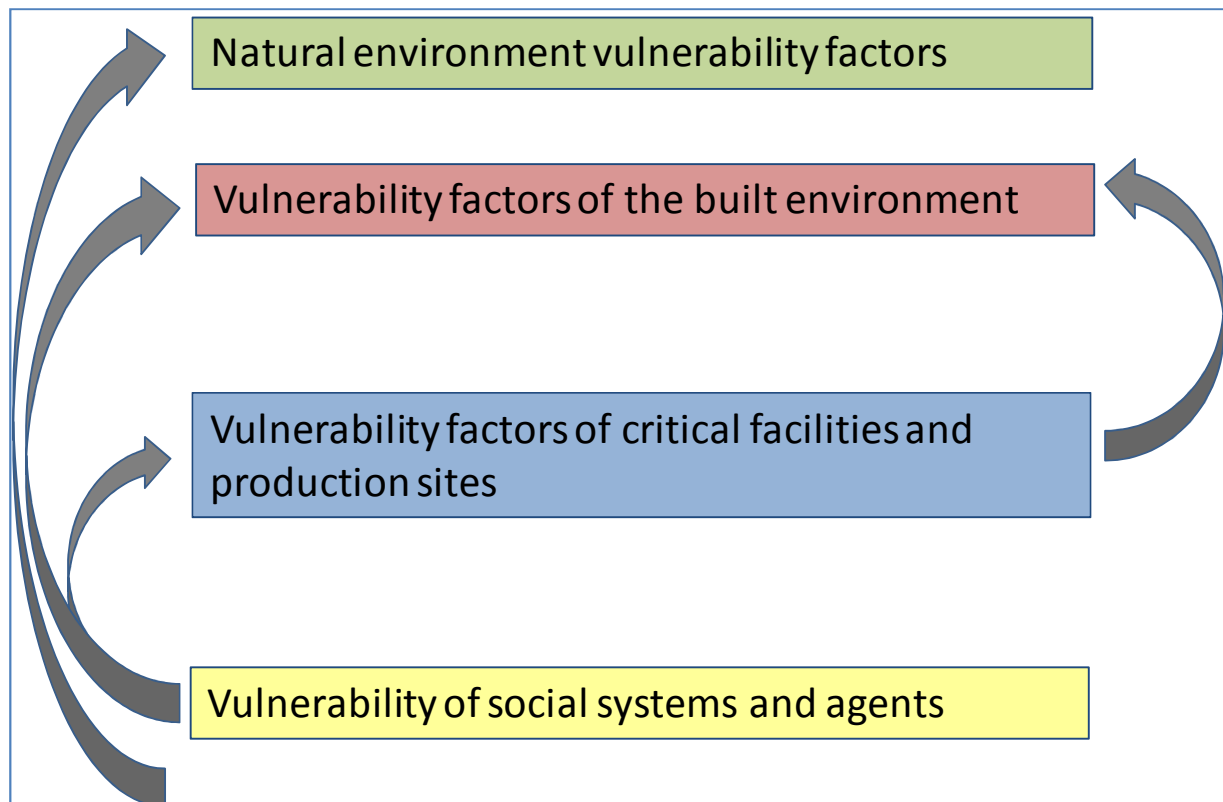 Natural environment vulnerability factors
Vulnerability factors of the built environment
Vulnerability factors of critical facilities and
production sites
Vulnerability of social systems and agents